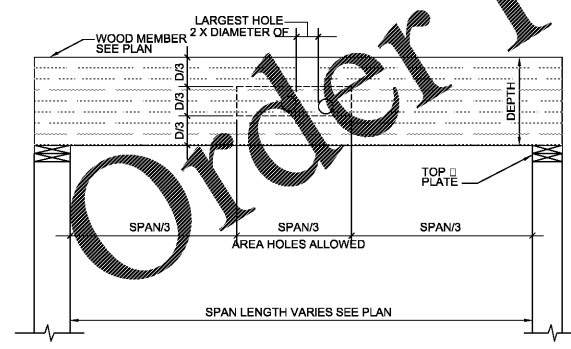 LARGEST HOLE
2 X DIAMETER OF
WOOD MEMBER
SEE PLAN
D/3
D/3
D/3
DEPTH
TOP □
PLATE
SPAN/3
SPAN/3
SPAN/3
AREA HOLES ALLOWED
SPAN LENGTH VARIES SEE PLAN
Order